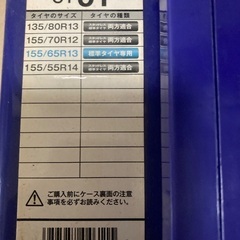 タイヤのサイズ タイヤの種類
135/80R13 両方適合
155/70R12 両方適合
155/65R13 標準タイヤ専用
155/55R14 両方適合
ご購入前にケース裏面の注意
事項を必ずお読みください。